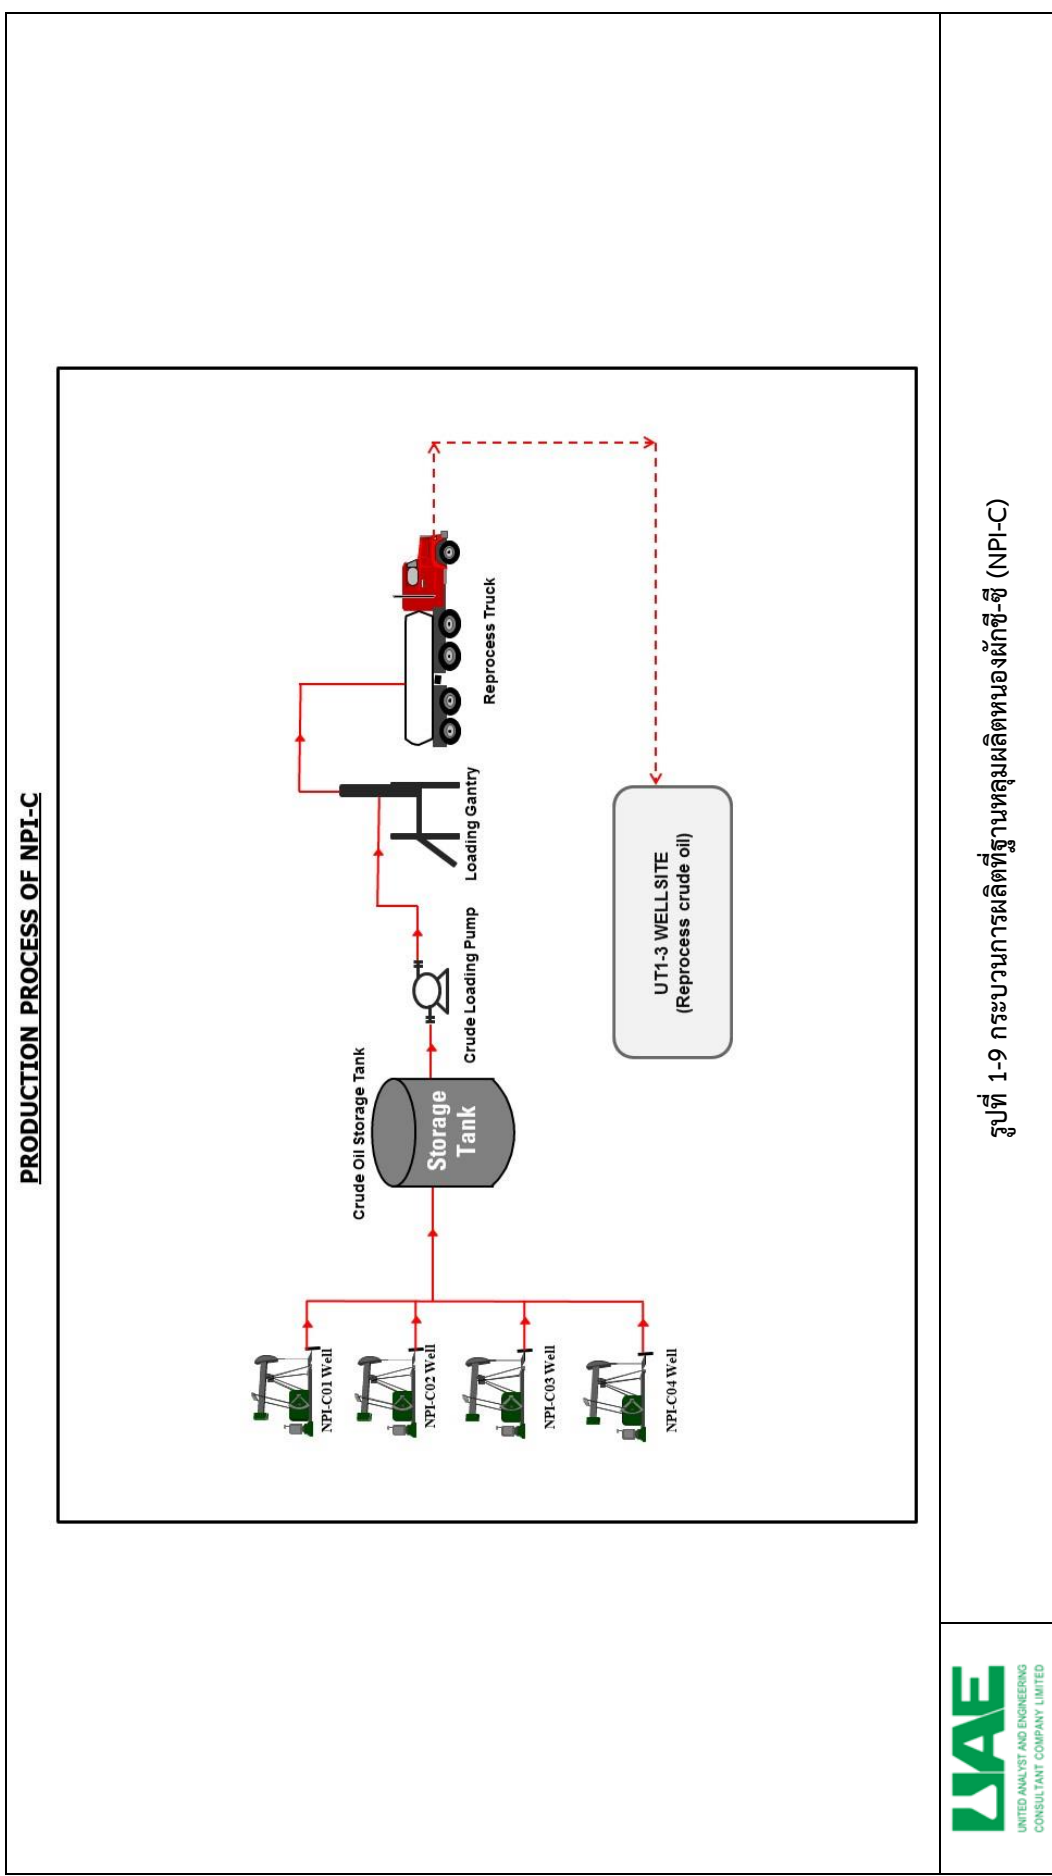 PRODUCTION PROCESS OF NPI-C
NPI-C01 Well
NPI-C02 Well
NPI-C03 Well
NPI-C04 Well
Crude Oil Storage Tank
Storage
Tank
Crude Loading Pump
Loading Gantry
Reprocess Truck
UT1-3 WELLSITE
(Reprocess crude oil)
UAE
UNITED ANALYST AND ENGINEERING
CONSULTANT COMPANY LIMITED
รูปที่ 1-9 กระบวนการผลิตที่ฐานหลุมผลิตหนองผักชี-ซี (NPI-C)